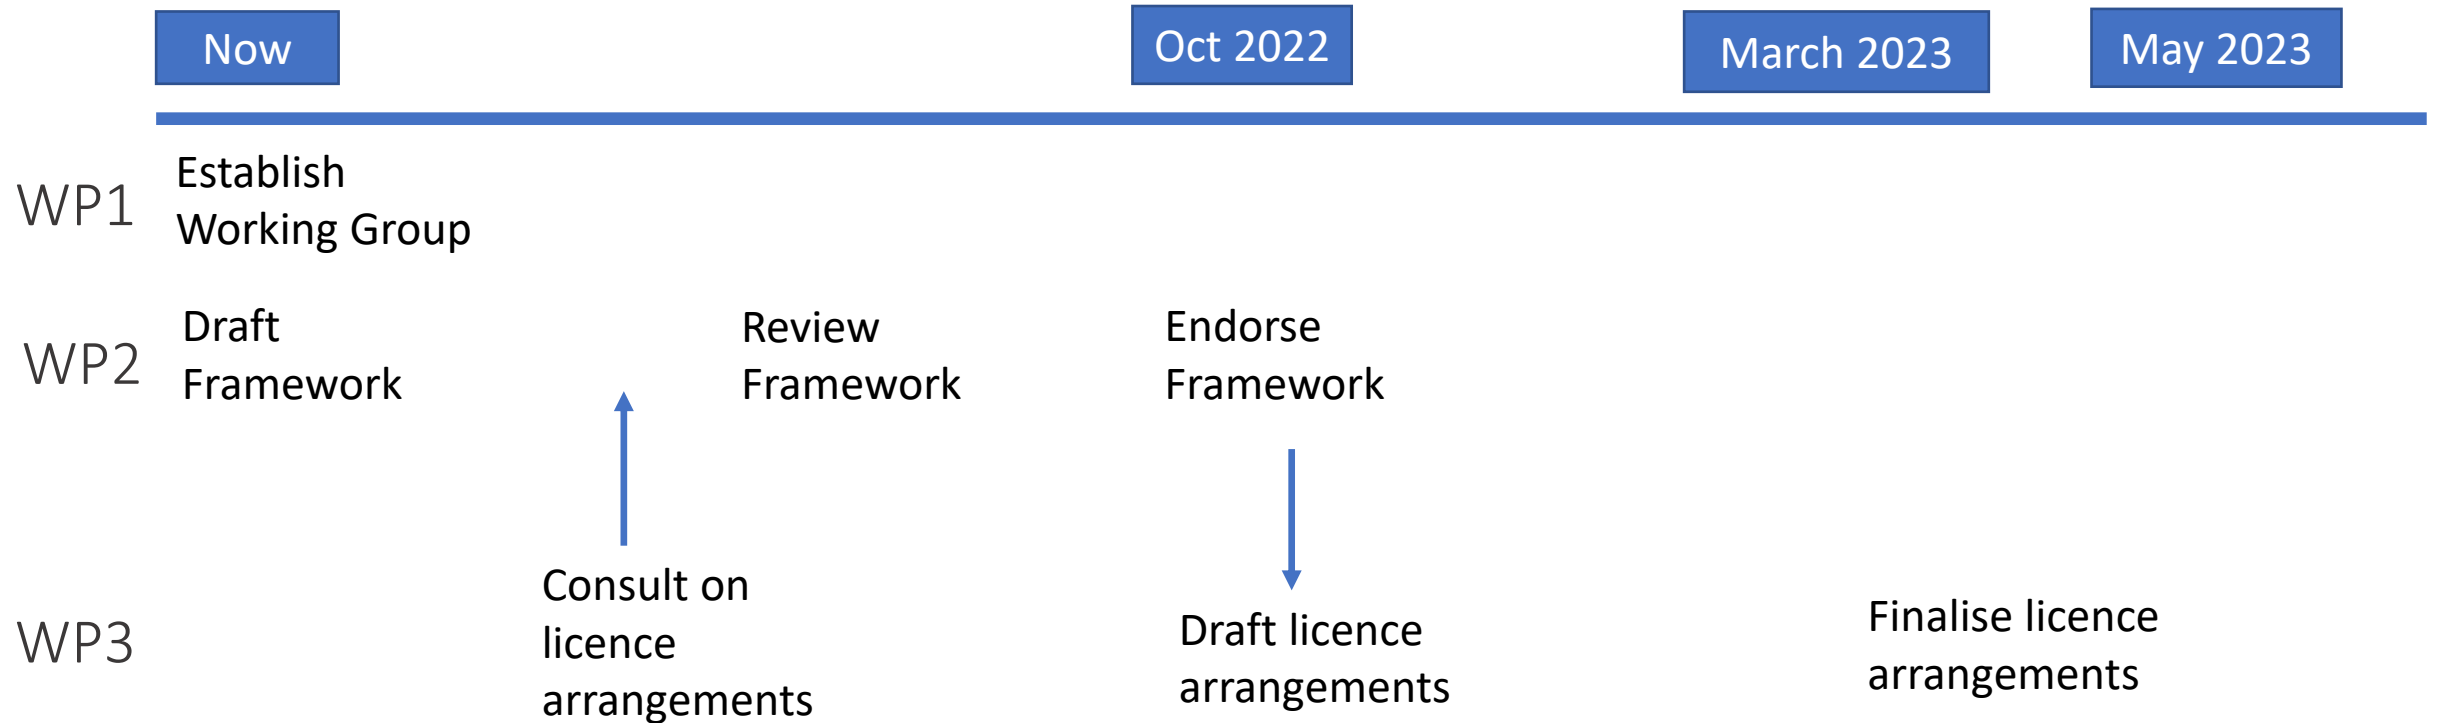 Now
Oct 2022
March 2023
May 2023
WP1
Establish
Working Group
WP2
Draft
Framework
Review
Framework
Endorse
Framework
WP3
Consult on
licence
arrangements
Draft licence
arrangements
Finalise licence
arrangements